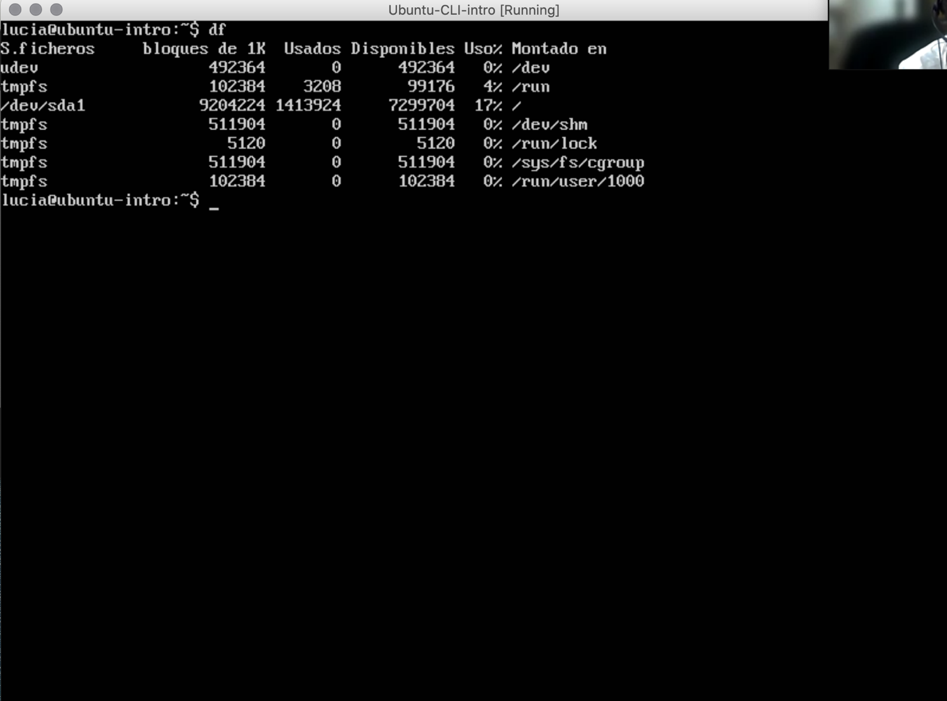 Ubuntu-CLI-intro [Running]
lucia@ubuntu-intro:~$ df
S.ficheros     bloques de 1K  Usados Disponibles Uso% Montado en
udev                  492364       0      492364   0% /dev
tmpfs                 102384    3208       99176   4% /run
/dev/sda1            9204224 1413924     7299704  17% /
tmpfs                 511904       0      511904   0% /dev/shm
tmpfs                   5120       0        5120   0% /run/lock
tmpfs                 511904       0      511904   0% /sys/fs/cgroup
tmpfs                 102384       0      102384   0% /run/user/1000
lucia@ubuntu-intro:~$ _